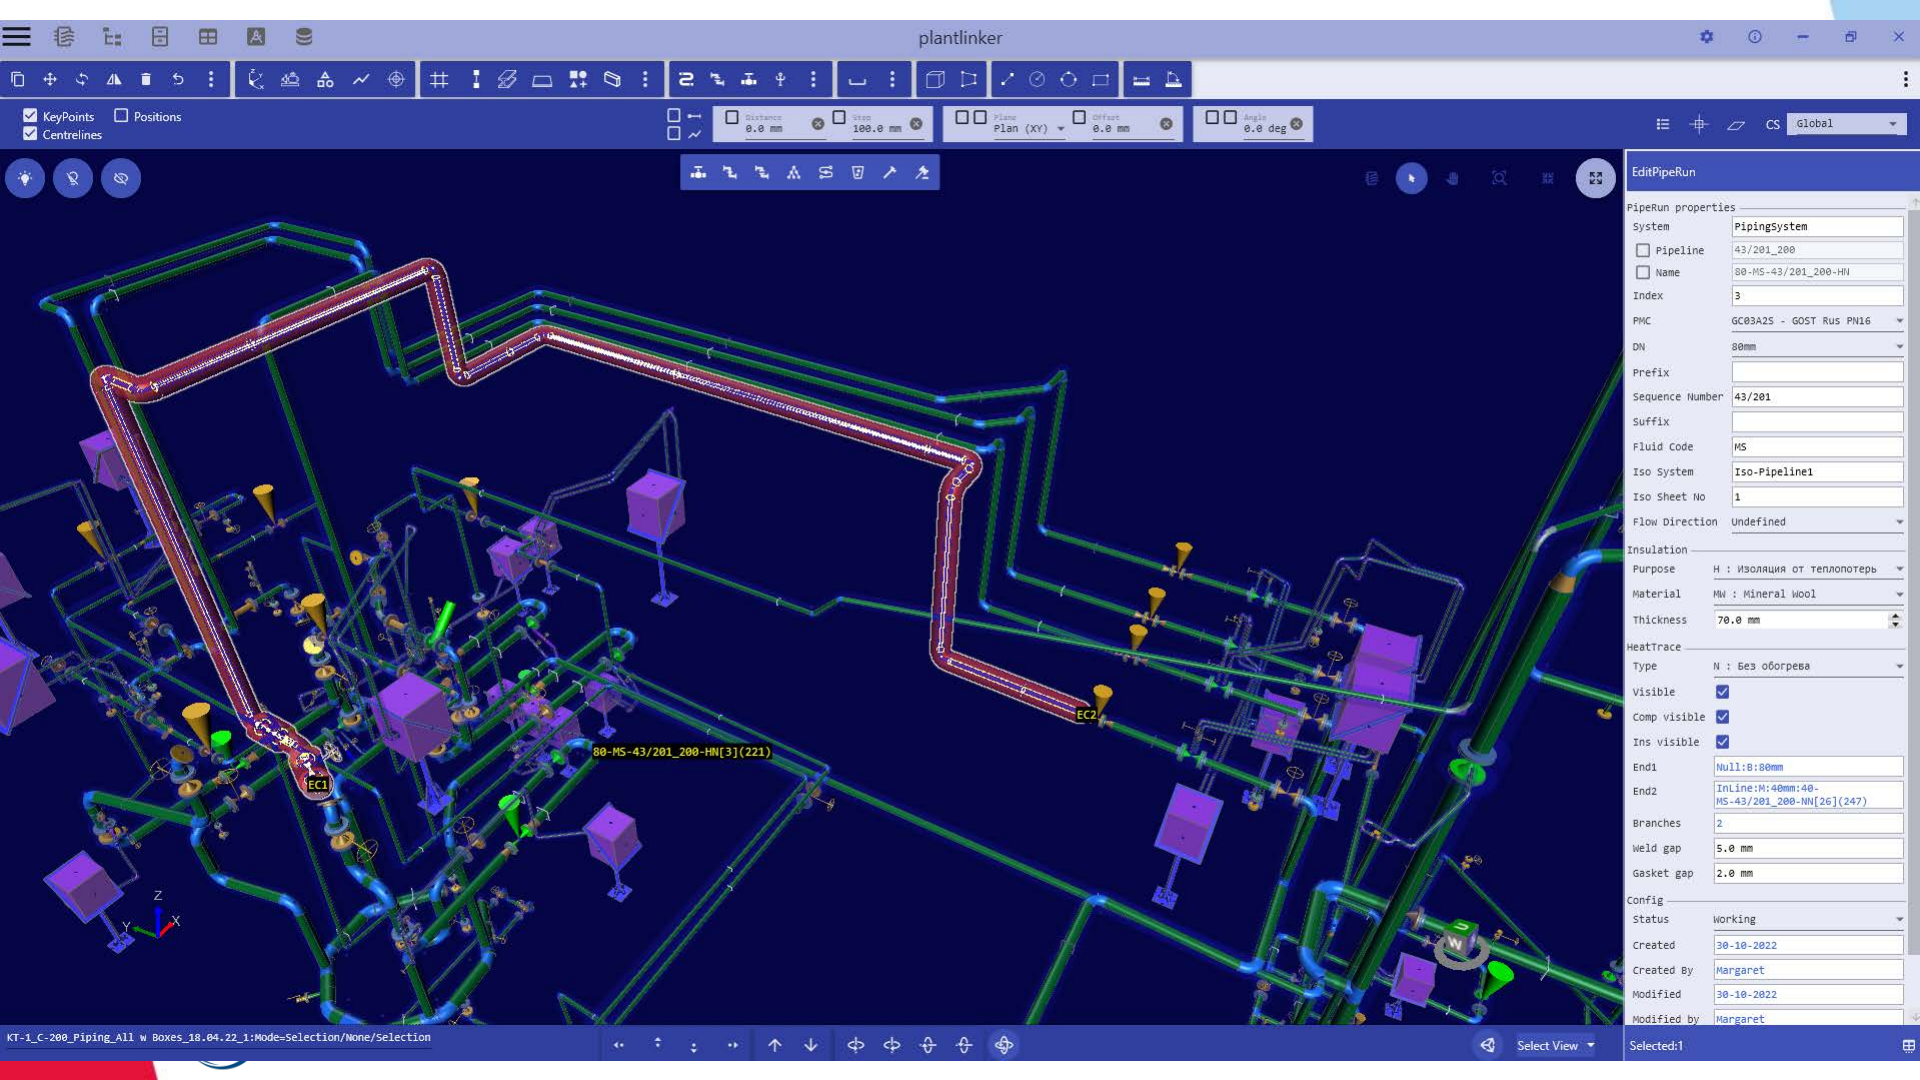 plantlinker
KeyPoints
Positions
Centrelines
Distance
0.0 mm
Step
100.0 mm
Plane
Plan (XY)
Offset
0.0 mm
Angle
0.0 deg
CS
Global
EditPipeRun
PipeRun properties
System PipingSystem
Pipeline 43/201_200
Name 80-MS-43/201_200-HN
Index 3
PMC GC03A2S - GOST Rus PN16
DN 80mm
Prefix
Sequence Number 43/201
Suffix
Fluid Code MS
Iso System Iso-Pipeline1
Iso Sheet No 1
Flow Direction Undefined
Insulation
Purpose H : Изоляция от теплопотерь
Material MW : Mineral Wool
Thickness 70.0 mm
HeatTrace
Type N : Без обогрева
Visible
Comp visible
Ins visible
End1 Null:B:80mm
End2 InLine:M:40mm:40-
MS-43/201_200-NN[26](247)
Branches 2
Weld gap 5.0 mm
Gasket gap 2.0 mm
Config
Status Working
Created 30-10-2022
Created By Margaret
Modified 30-10-2022
Modified by Margaret
EC2
80-MS-43/201_200-HN[3](221)
EC1
Z
Y
X
U
W
KT-1_C-200_Piping_All w Boxes_18.04.22_1:Mode=Selection/None/Selection
Select View
Selected:1